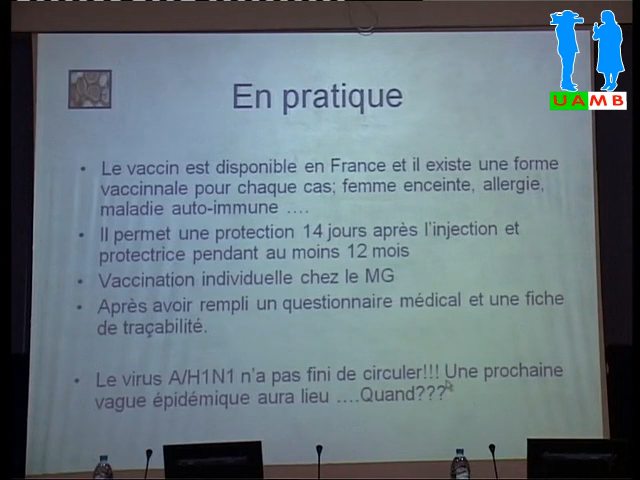 UAMB
En pratique
• Le vaccin est disponible en France et il existe une forme
vaccinnale pour chaque cas; femme enceinte, allergie,
maladie auto-immune ....
• Il permet une protection 14 jours après l'injection et
protectrice pendant au moins 12 mois
• Vaccination individuelle chez le MG
• Après avoir rempli un questionnaire médical et une fiche
de traçabilité.
• Le virus A/H1N1 n'a pas fini de circuler!!! Une prochaine
vague épidémique aura lieu ....Quand???